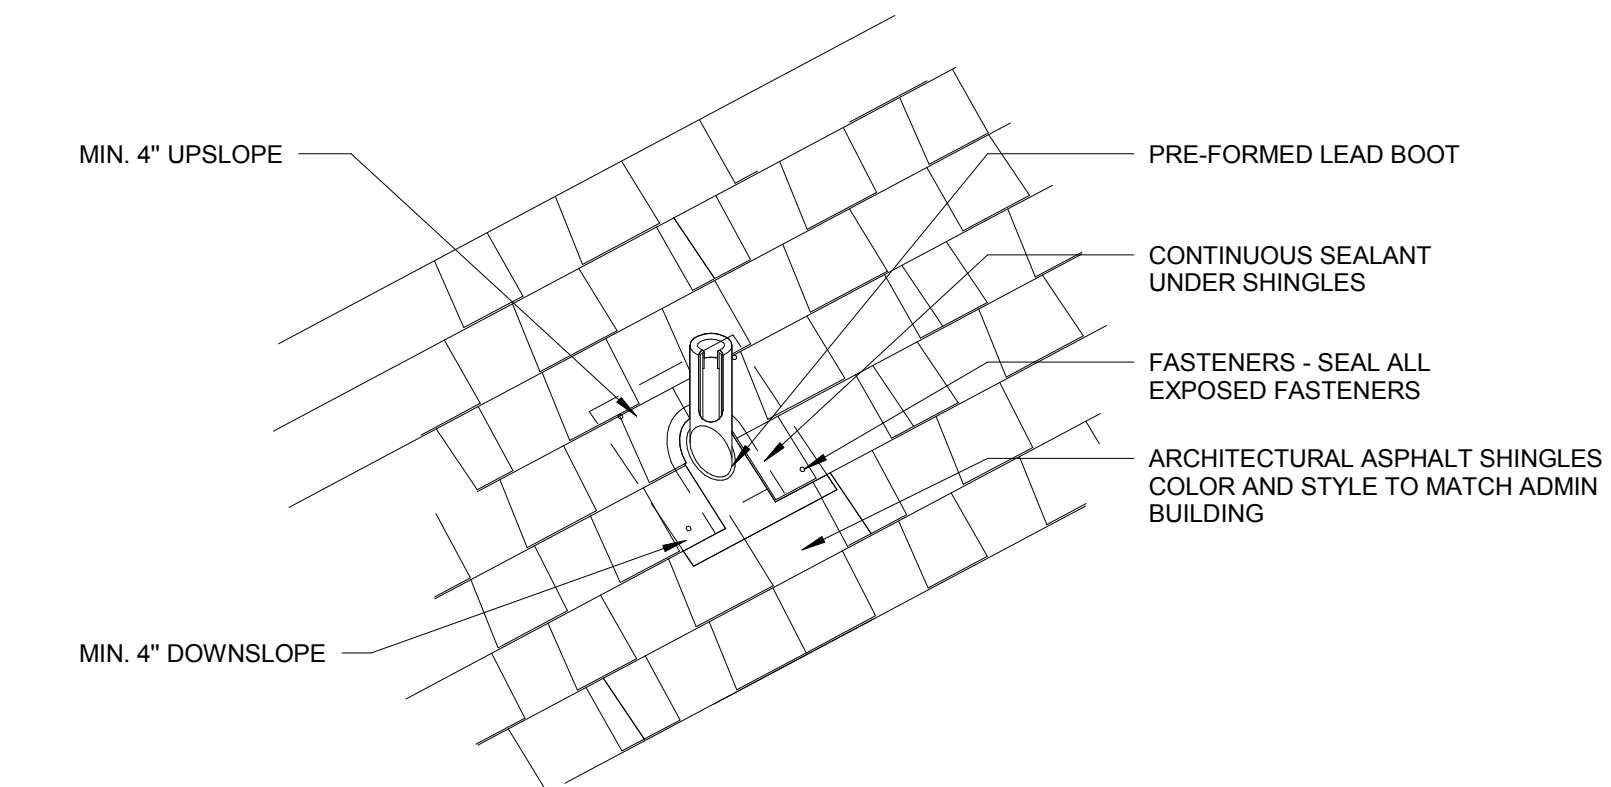 MIN. 4" UPSLOPE
PRE-FORMED LEAD BOOT
CONTINUOUS SEALANT
UNDER SHINGLES
FASTENERS - SEAL ALL
EXPOSED FASTENERS
ARCHITECTURAL ASPHALT SHINGLES
COLOR AND STYLE TO MATCH ADMIN
BUILDING
MIN. 4" DOWNSLOPE